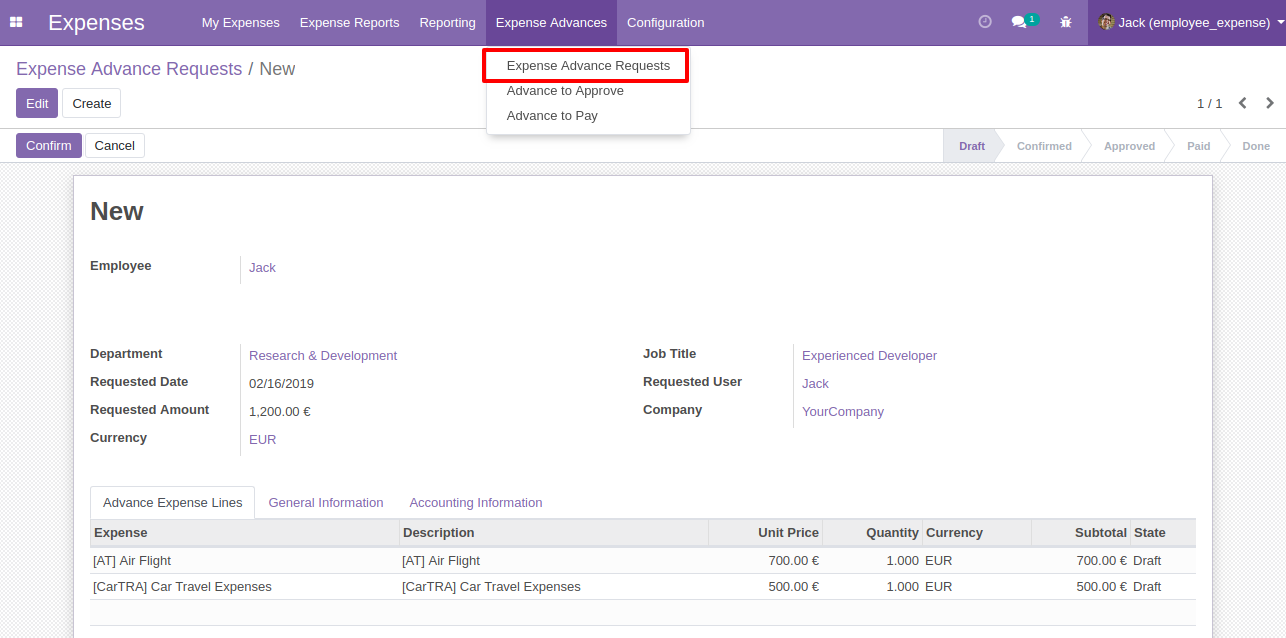 Expenses My Expenses Expense Reports Reporting Expense Advances Configuration 1 Jack (employee_expense)
Expense Advance Requests / New
Expense Advance Requests
Advance to Approve
Advance to Pay
Edit Create 1 / 1
Confirm Cancel Draft Confirmed Approved Paid Done
New
Employee Jack
Department Research & Development Job Title Experienced Developer
Requested Date 02/16/2019 Requested User Jack
Requested Amount 1,200.00 € Company YourCompany
Currency EUR
Advance Expense Lines General Information Accounting Information
Expense Description Unit Price Quantity Currency Subtotal State
[AT] Air Flight [AT] Air Flight 700.00 € 1.000 EUR 700.00 € Draft
[CarTRA] Car Travel Expenses [CarTRA] Car Travel Expenses 500.00 € 1.000 EUR 500.00 € Draft